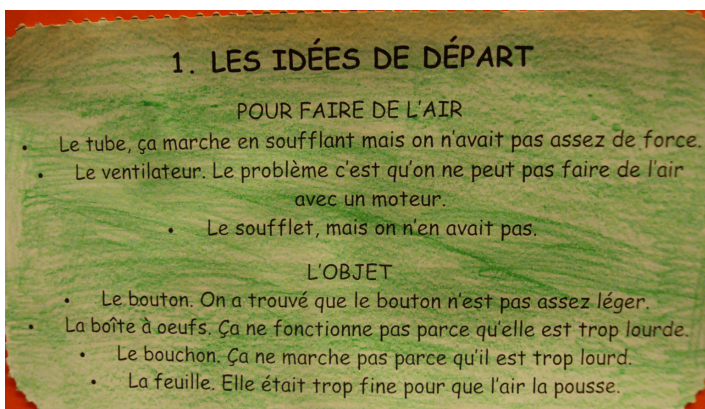 1. LES IDÉES DE DÉPART
POUR FAIRE DE L'AIR
• Le tube, ça marche en soufflant mais on n'avait pas assez de force.
• Le ventilateur. Le problème c'est qu'on ne peut pas faire de l'air
avec un moteur.
• Le soufflet, mais on n'en avait pas.
L'OBJET
• Le bouton. On a trouvé que le bouton n'est pas assez léger.
• La boîte à oeufs. Ça ne fonctionne pas parce qu'elle est trop lourde.
• Le bouchon. Ça ne marche pas parce qu'il est trop lourd.
• La feuille. Elle était trop fine pour que l'air la pousse.